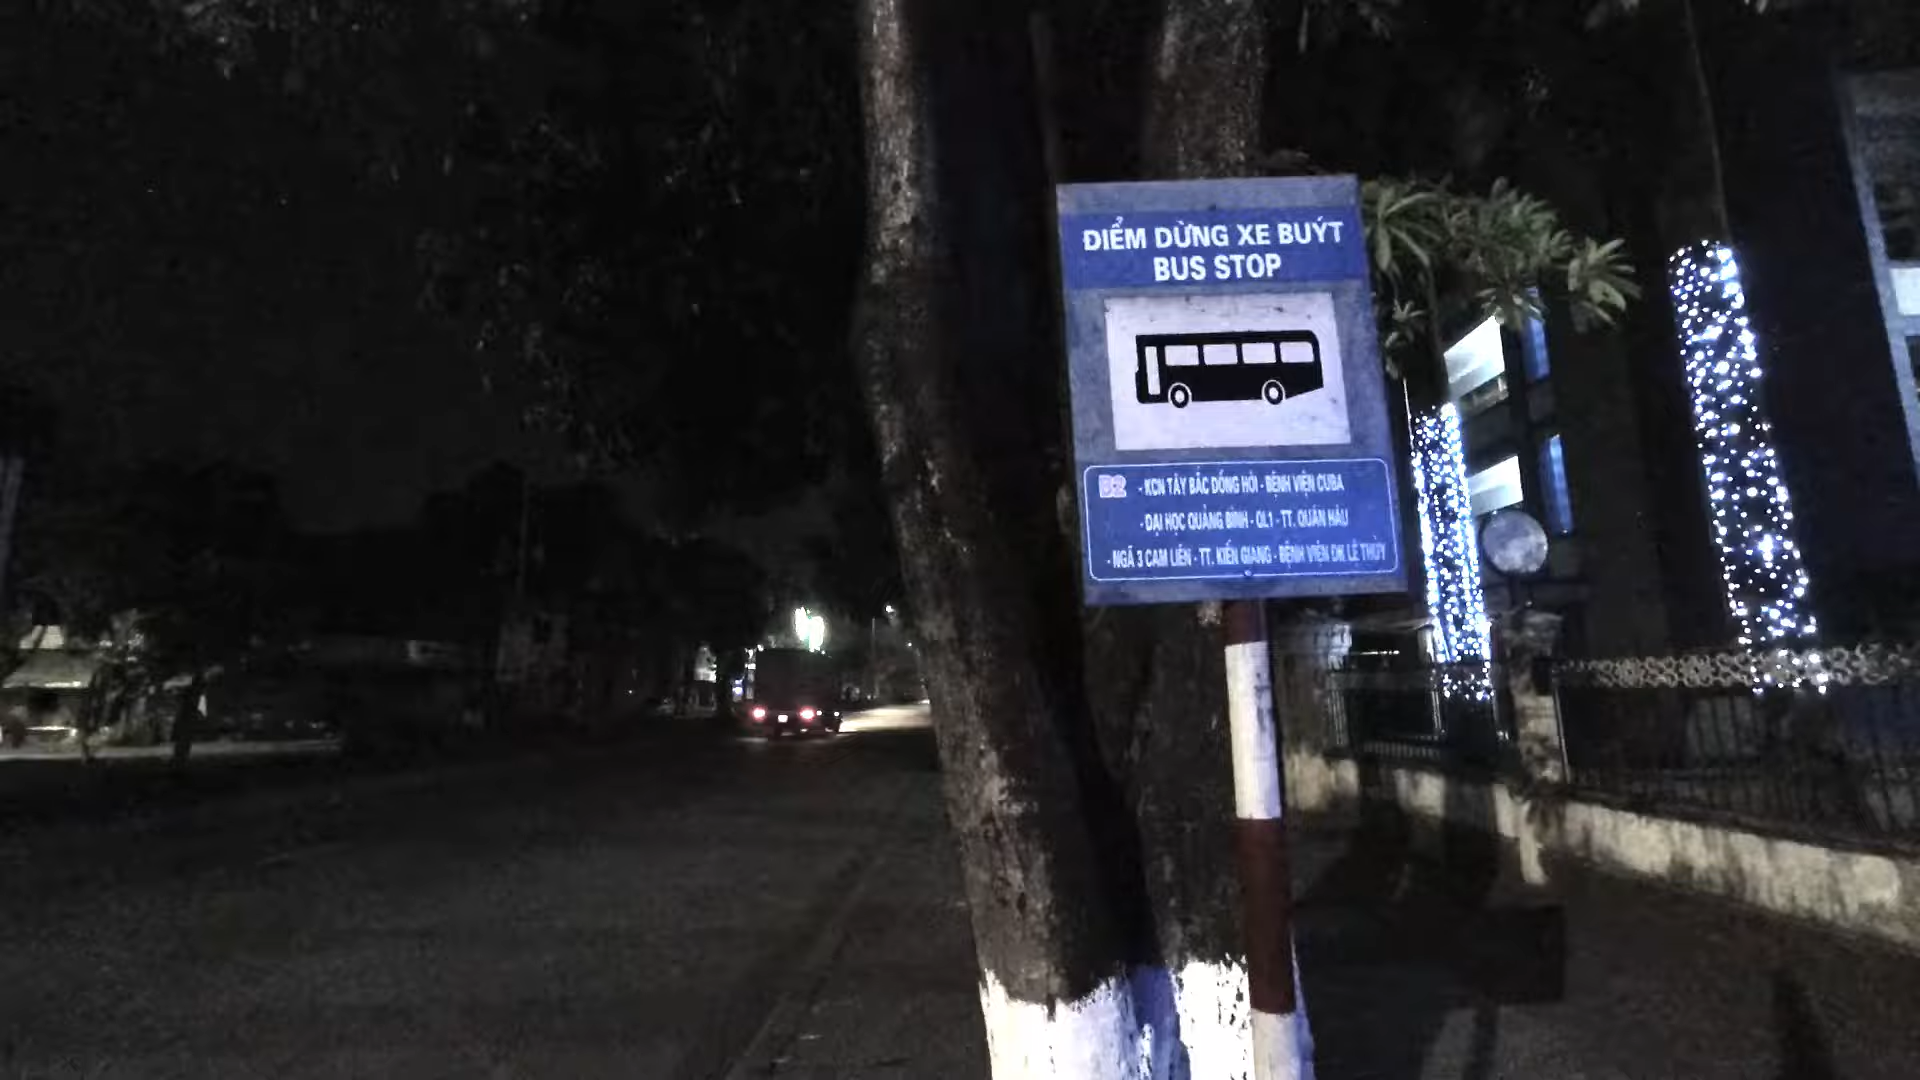 ĐIỂM DỪNG XE BUÝT
BUS STOP
B2 - KCN TÂY BẮC ĐỒNG HỚI - BỆNH VIỆN CUBA
- ĐẠI HỌC QUẢNG BÌNH - QL1 - TT. QUÁN HÀU
- NGÃ 3 CAM LIÊN - TT. KIẾN GIANG - BỆNH VIỆN ĐK LỆ THỦY